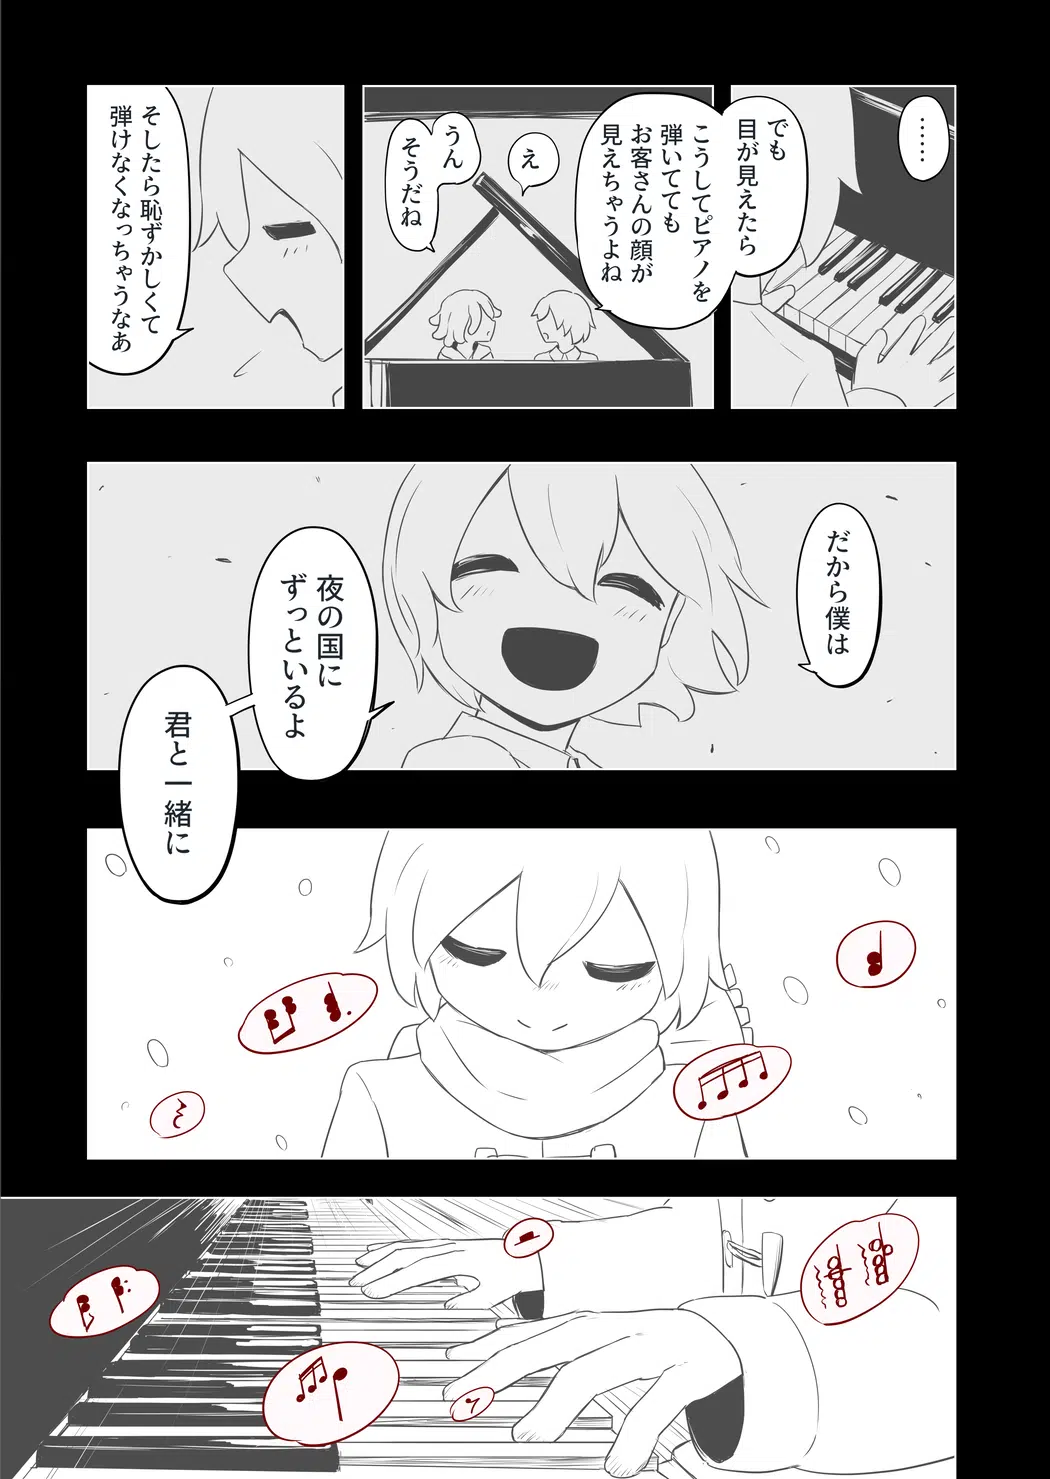 ……
でも
目が見えたら
こうしてピアノを
弾いてても
お客さんの顔が
見えちゃうよね
え
うん
そうだね
そしたら恥ずかしくて
弾けなくなっちゃうなあ
だから僕は
夜の国に
ずっといるよ
君と一緒に